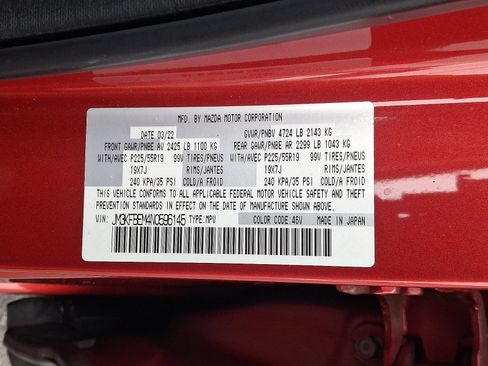 MFD. BY MAZDA MOTOR CORPORATION
DATE 03/22 GVWR/PNBV 4724 LB 2143 KG
FRONT GAWR/PNBE AV 2425 LB 1100 KG REAR GAWR/PNBE AR 2299 LB 1043 KG
WITH/AVEC P225/55R19 99V TIRES/PNEUS WITH/AVEC P225/55R19 99V TIRES/PNEUS
19X7J RIMS/JANTES 19X7J RIMS/JANTES
240 KPA/35 PSI COLD/A FROID 240 KPA/35 PSI COLD/A FROID
THIS VEHICLE CONFORMS TO ALL APPLICABLE FEDERAL MOTOR VEHICLE SAFETY AND THEFT
PREVENTION STANDARDS IN EFFECT ON THE DATE OF MANUFACTURE SHOWN ABOVE.
VIN: JM3KFBEM4N0596145 TYPE:MPV COLOR CODE:46V MADE IN JAPAN